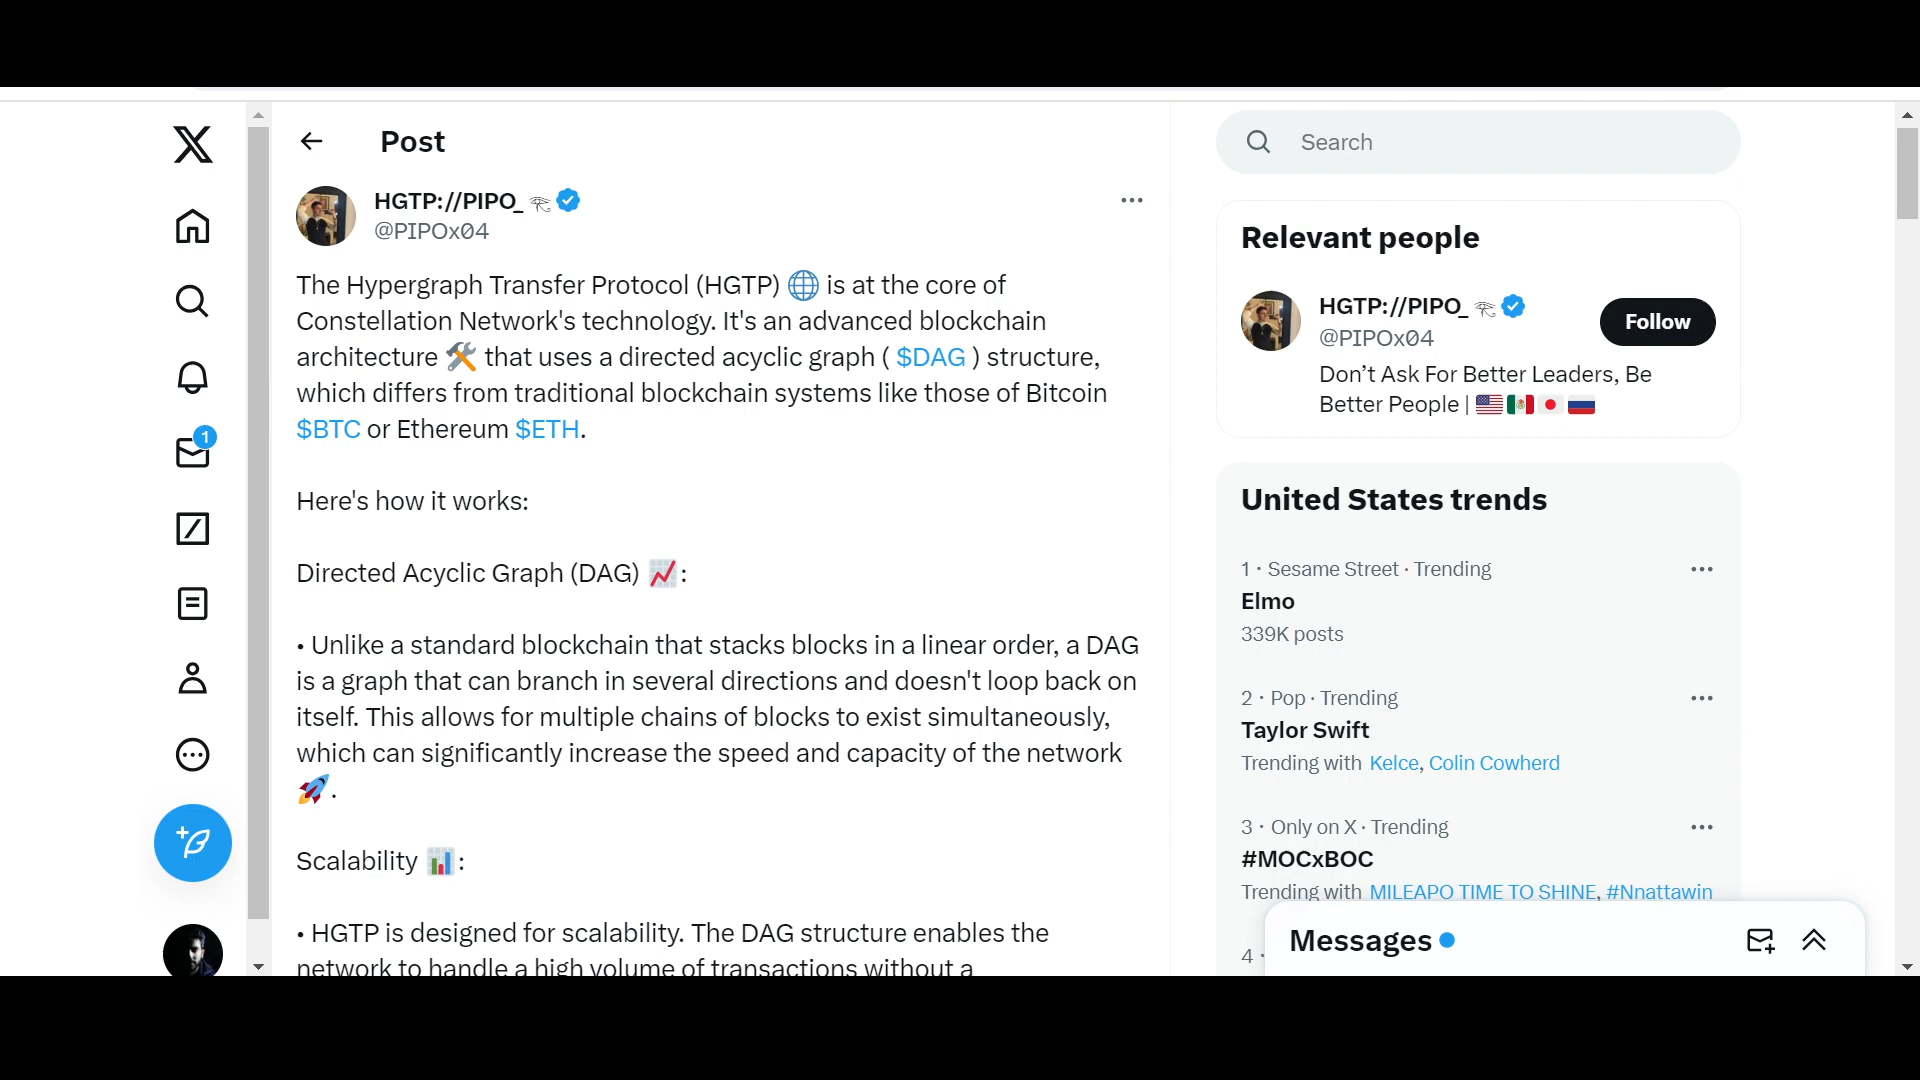 Post
HGTP://PIPO_
@PIPOx04
The Hypergraph Transfer Protocol (HGTP) 🌐 is at the core of
Constellation Network's technology. It's an advanced blockchain
architecture 🛠️ that uses a directed acyclic graph ( $DAG ) structure,
which differs from traditional blockchain systems like those of Bitcoin
$BTC or Ethereum $ETH.
Here's how it works:
Directed Acyclic Graph (DAG) 📈:
• Unlike a standard blockchain that stacks blocks in a linear order, a DAG
is a graph that can branch in several directions and doesn't loop back on
itself. This allows for multiple chains of blocks to exist simultaneously,
which can significantly increase the speed and capacity of the network
🚀.
Scalability 📊:
• HGTP is designed for scalability. The DAG structure enables the
network to handle a high volume of transactions without a
1
Search
Relevant people
HGTP://PIPO_
@PIPOx04
Follow
Don’t Ask For Better Leaders, Be
Better People | 🇺🇸🇲🇽🇯🇵🇷🇺
United States trends
1 · Sesame Street · Trending
Elmo
339K posts
2 · Pop · Trending
Taylor Swift
Trending with Kelce, Colin Cowherd
3 · Only on X · Trending
#MOCxBOC
Trending with MILEAPO TIME TO SHINE, #Nnattawin
4 ·
Messages